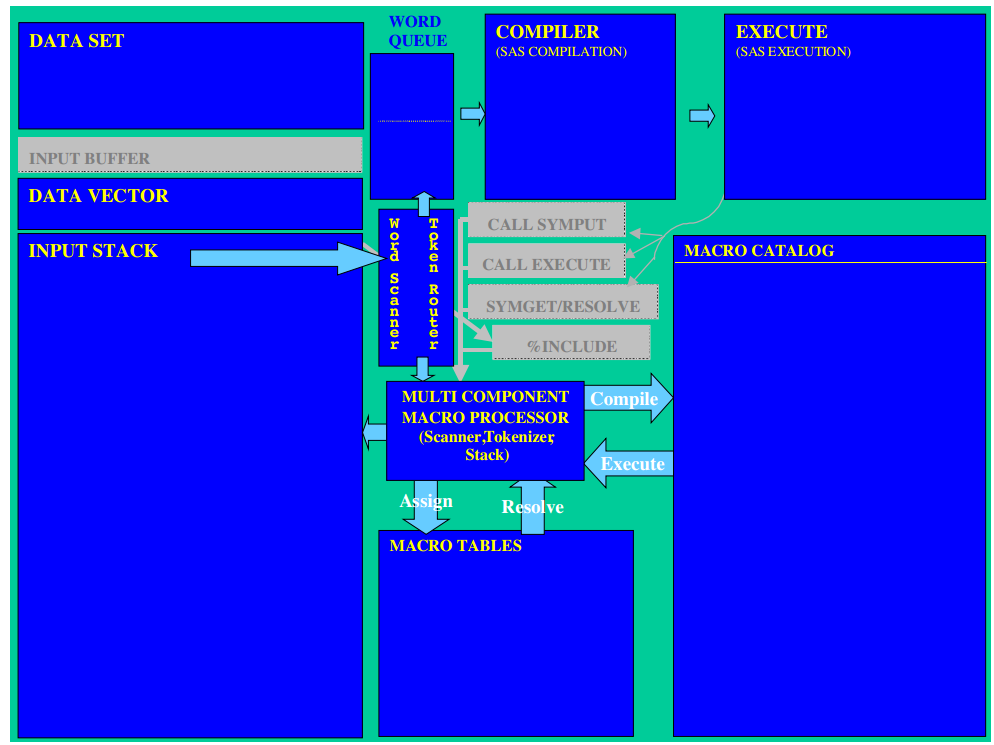 DATA SET
INPUT BUFFER
DATA VECTOR
INPUT STACK
WORD
QUEUE
COMPILER
(SAS COMPILATION)
EXECUTE
(SAS EXECUTION)
Word Scanner
Token Router
CALL SYMPUT
CALL EXECUTE
SYMGET/RESOLVE
%INCLUDE
MACRO CATALOG
MULTI COMPONENT
MACRO PROCESSOR
(Scanner,Tokenizer,
Stack)
Compile
Execute
Assign
Resolve
MACRO TABLES